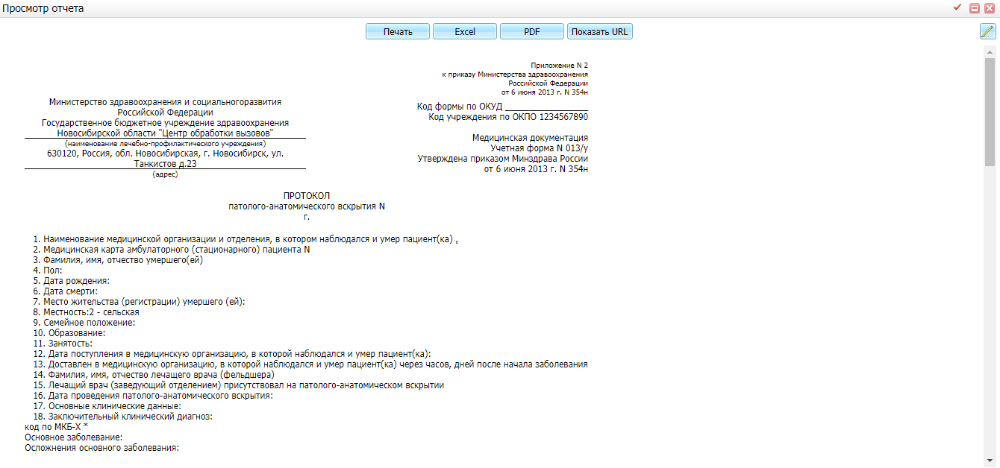 Просмотр отчета
Печать
Excel
PDF
Показать URL
Приложение N 2
к приказу Министерства здравоохранения
Российской Федерации
от 6 июня 2013 г. N 354н
Министерство здравоохранения и социальногоразвития
Российской Федерации
Государственное бюджетное учреждение здравоохранения
Новосибирской области "Центр обработки вызовов"
(наименование лечебно-профилактического учреждения)
630120, Россия, обл. Новосибирская, г. Новосибирск, ул.
Танкистов д.23
(адрес)
Код формы по ОКУД ________________
Код учреждения по ОКПО 1234567890
Медицинская документация
Учетная форма N 013/у
Утверждена приказом Минздрава России
от 6 июня 2013 г. N 354н
ПРОТОКОЛ
патолого-анатомического вскрытия N
г.
1. Наименование медицинской организации и отделения, в котором наблюдался и умер пациент(ка) ,
2. Медицинская карта амбулаторного (стационарного) пациента N
3. Фамилия, имя, отчество умершего(ей)
4. Пол:
5. Дата рождения:
6. Дата смерти:
7. Место жительства (регистрации) умершего (ей):
8. Местность:2 - сельская
9. Семейное положение:
10. Образование:
11. Занятость:
12. Дата поступления в медицинскую организацию, в которой наблюдался и умер пациент(ка):
13. Доставлен в медицинскую организацию, в которой наблюдался и умер пациент(ка) через часов, дней после начала заболевания
14. Фамилия, имя, отчество лечащего врача (фельдшера)
15. Лечащий врач (заведующий отделением) присутствовал на патолого-анатомическом вскрытии
16. Дата проведения патолого-анатомического вскрытия:
17. Основные клинические данные:
18. Заключительный клинический диагноз:
код по МКБ-X *
Основное заболевание:
Осложнения основного заболевания: